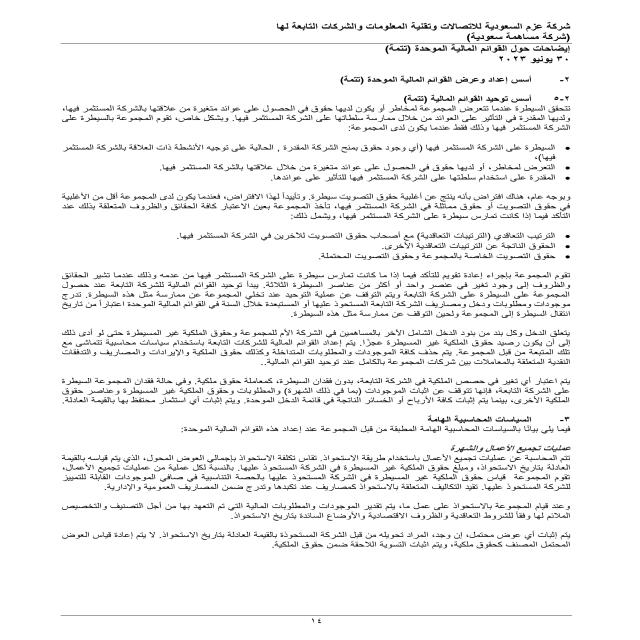 شركة عزم السعودية للاتصالات وتقنية المعلومات والشركات التابعة لها
(شركة مساهمة سعودية)
إيضاحات حول القوائم المالية الموحدة (تتمة)
٣٠ يونيو ٢٠٢٣
٢- أسس إعداد وعرض القوائم المالية الموحدة (تتمة)
٢-٥ أسس توحيد القوائم المالية (تتمة)
تتحقق السيطرة عندما تتعرض المجموعة لمخاطر أو يكون لديها حقوق في الحصول على عوائد متغيرة من علاقتها بالشركة المستثمر فيها،
ولديها المقدرة في التأثير على العوائد من خلال ممارسة سلطاتها على الشركة المستثمر فيها. وبشكل خاص، تقوم المجموعة بالسيطرة على
الشركة المستثمر فيها وذلك فقط عندما يكون لدى المجموعة:
• السيطرة على الشركة المستثمر فيها (أي وجود حقوق بمنح الشركة المقدرة , الحالية على توجيه الأنشطة ذات العلاقة بالشركة المستثمر
فيها)،
• التعرض لمخاطر، أو لديها حقوق في الحصول على عوائد متغيرة من خلال علاقاتها بالشركة المستثمر فيها.
• المقدرة على استخدام سلطتها على الشركة المستثمر فيها للتأثير على عوائدها.
وبوجه عام، هناك افتراض بأنه ينتج عن أغلبية حقوق التصويت سيطرة. وتأييداً لهذا الافتراض، فعندما يكون لدى المجموعة أقل من الأغلبية
في حقوق التصويت أو حقوق مماثلة في الشركة المستثمر فيها، تأخذ المجموعة بعين الاعتبار كافة الحقائق والظروف المتعلقة بذلك عند
التأكد فيما إذا كانت تمارس سيطرة على الشركة المستثمر فيها، ويشمل ذلك:
• الترتيب التعاقدي (الترتيبات التعاقدية) مع أصحاب حقوق التصويت للآخرين في الشركة المستثمر فيها.
• الحقوق الناتجة عن الترتيبات التعاقدية الأخرى.
• حقوق التصويت الخاصة بالمجموعة وحقوق التصويت المحتملة.
تقوم المجموعة بإجراء إعادة تقويم للتأكد فيما إذا ما كانت تمارس سيطرة على الشركة المستثمر فيها من عدمه وذلك عندما تشير الحقائق
والظروف إلى وجود تغير في عنصر واحد أو أكثر من عناصر السيطرة الثلاثة. يبدأ توحيد القوائم المالية للشركة التابعة عند حصول
المجموعة على السيطرة على الشركة التابعة ويتم التوقف عن عملية التوحيد عند تخلي المجموعة عن ممارسة مثل هذه السيطرة. تدرج
موجودات ومطلوبات ودخل ومصاريف الشركة التابعة المستحوذ عليها أو المستبعدة خلال السنة في القوائم المالية الموحدة اعتباراً من تاريخ
انتقال السيطرة إلى المجموعة ولحين التوقف عن ممارسة مثل هذه السيطرة.
يتعلق الدخل وكل بند من بنود الدخل الشامل الآخر بالمساهمين في الشركة الأم للمجموعة وحقوق الملكية غير المسيطرة حتى لو أدى ذلك
إلى أن يكون رصيد حقوق الملكية غير المسيطرة عجزًا. يتم إعداد القوائم المالية للشركات التابعة باستخدام سياسات محاسبية تتماشى مع
تلك المتبعة من قبل المجموعة. يتم حذف كافة الموجودات والمطلوبات المتداخلة وكذلك حقوق الملكية والإيرادات والمصاريف والتدفقات
النقدية المتعلقة بالمعاملات بين شركات المجموعة بالكامل عند توحيد القوائم المالية.
يتم اعتبار أي تغير في حصص الملكية في الشركة التابعة، بدون فقدان السيطرة، كمعاملة حقوق ملكية. وفي حالة فقدان المجموعة السيطرة
على الشركة التابعة، فإنها تتوقف عن اثبات الموجودات (بما في ذلك الشهرة) والمطلوبات وحقوق الملكية غير المسيطرة وعناصر حقوق
الملكية الأخرى، بينما يتم إثبات كافة الأرباح أو الخسائر الناتجة في قائمة الدخل الموحدة. ويتم إثبات أي استثمار محتفظ بها بالقيمة العادلة.
٣- السياسات المحاسبية الهامة
فيما يلي بيانًا بالسياسات المحاسبية الهامة المطبقة من قبل المجموعة عند إعداد هذه القوائم المالية الموحدة:
عمليات تجميع الأعمال والشهرة
تتم المحاسبة عن عمليات تجميع الأعمال باستخدام طريقة الاستحواذ. تقاس تكلفة الاستحواذ بإجمالي العوض المحول، الذي يتم قياسه بالقيمة
العادلة بتاريخ الاستحواذ، ومبلغ حقوق الملكية غير المسيطرة في الشركة المستحوذ عليها. بالنسبة لكل عملية من عمليات تجميع الأعمال،
تقوم المجموعة قياس حقوق الملكية غير المسيطرة في الشركة المستحوذ عليها بالحصة التناسبية في صافي الموجودات القابلة للتمييز
للشركة المستحوذ عليها. تقيد التكاليف المتعلقة بالاستحواذ كمصاريف عند تكبدها وتدرج ضمن المصاريف العمومية والإدارية.
وعند قيام المجموعة بالاستحواذ على عمل ما، يتم تقدير الموجودات والمطلوبات المالية التي تم التعهد بها من أجل التصنيف والتخصيص
الملائم لها وفقاً للشروط التعاقدية والظروف الاقتصادية والأوضاع السائدة بتاريخ الاستحواذ.
يتم إثبات أي عوض محتمل، إن وجد، المراد تحويله من قبل الشركة المستحوذة بالقيمة العادلة بتاريخ الاستحواذ. لا يتم إعادة قياس العوض
المحتمل المصنف كحقوق ملكية، ويتم اثبات التسوية اللاحقة ضمن حقوق الملكية.
١٤